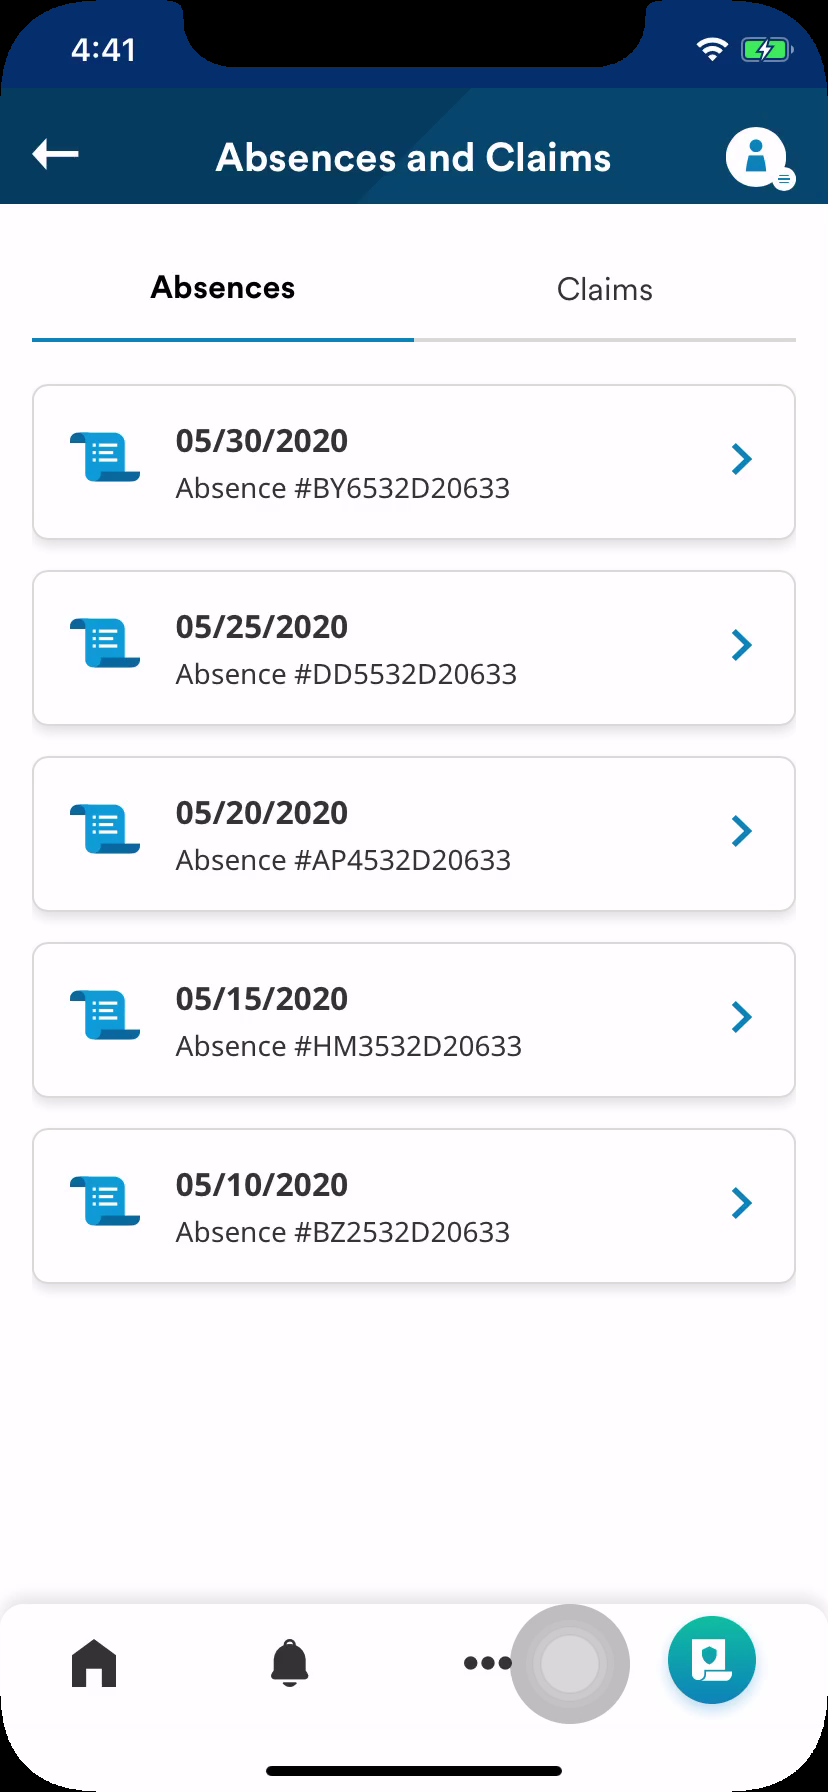 4:41
Absences and Claims
Absences
Claims
05/30/2020
Absence #BY6532D20633
05/25/2020
Absence #DD5532D20633
05/20/2020
Absence #AP4532D20633
05/15/2020
Absence #HM3532D20633
05/10/2020
Absence #BZ2532D20633